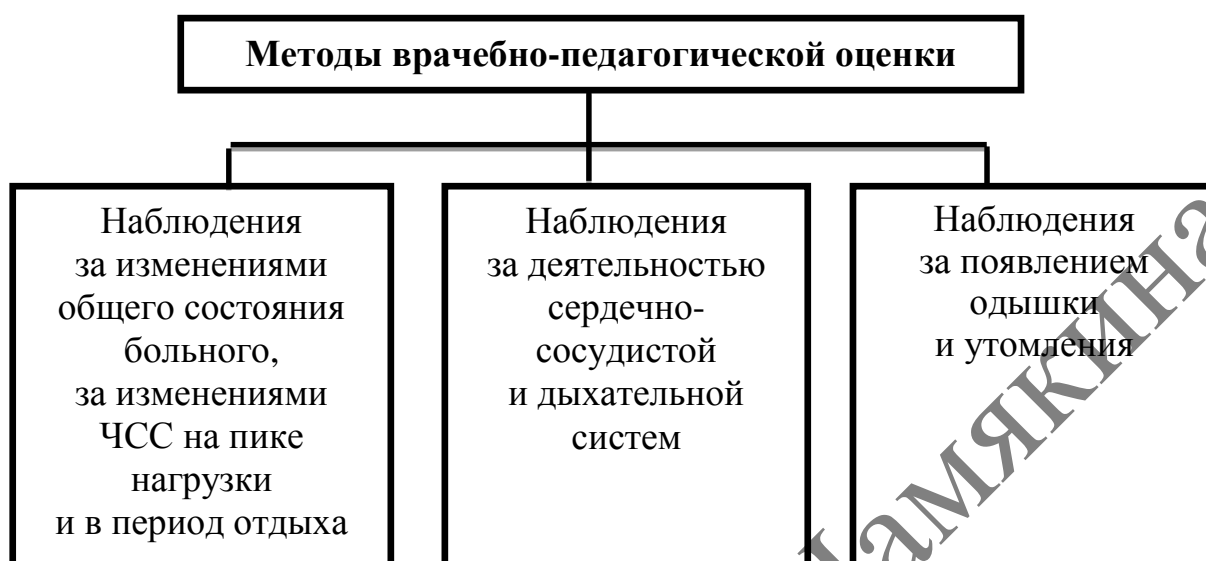 Методы врачебно-педагогической оценки
Наблюдения
за изменениями
общего состояния
больного,
за изменениями
ЧСС на пике
нагрузки
и в период отдыха
Наблюдения
за деятельностью
сердечно-
сосудистой
и дыхательной
систем
Наблюдения
за появлением
одышки
и утомления